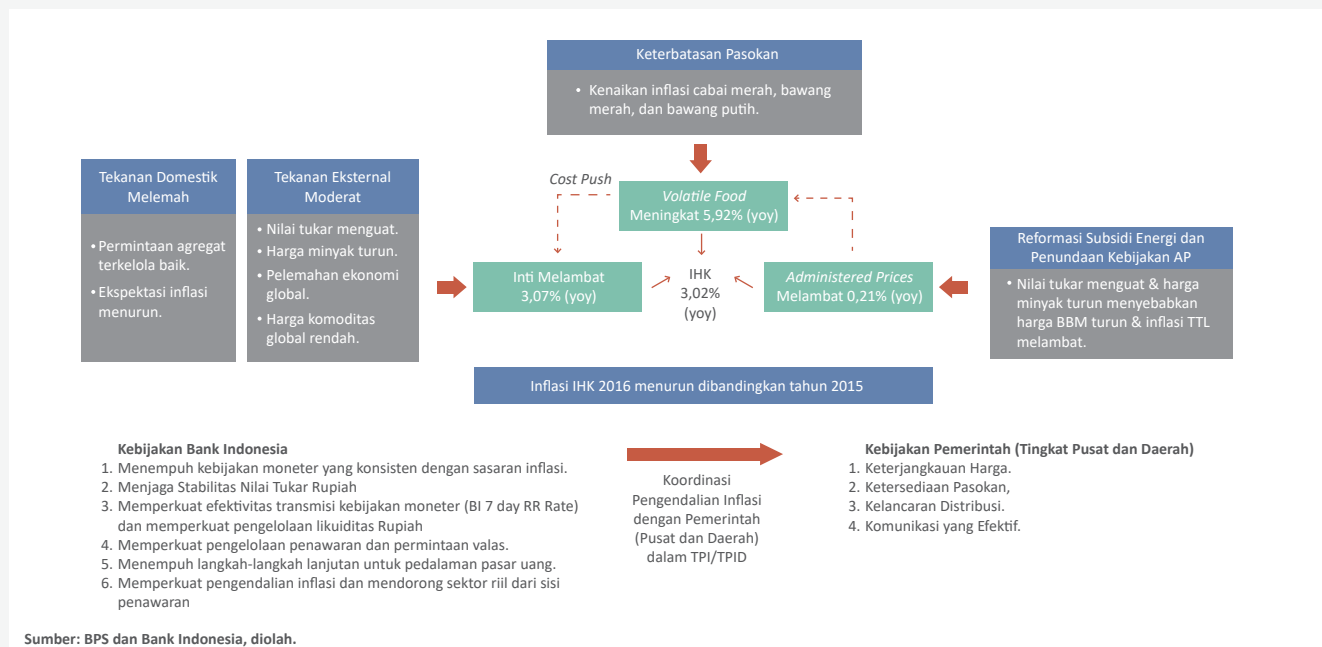 Keterbatasan Pasokan
• Kenaikan inflasi cabai merah, bawang
merah, dan bawang putih.
Tekanan Domestik
Melemah
• Permintaan agregat
terkelola baik.
• Ekspektasi inflasi
menurun.
Tekanan Eksternal
Moderat
• Nilai tukar menguat.
• Harga minyak turun.
• Pelemahan ekonomi
global.
• Harga komoditas
global rendah.
Cost Push
Volatile Food
Meningkat 5,92% (yoy)
Inti Melambat
3,07% (yoy)
IHK
3,02%
(yoy)
Administered Prices
Melambat 0,21% (yoy)
Reformasi Subsidi Energi dan
Penundaan Kebijakan AP
• Nilai tukar menguat & harga
minyak turun menyebabkan
harga BBM turun & inflasi TTL
melambat.
Inflasi IHK 2016 menurun dibandingkan tahun 2015
Kebijakan Bank Indonesia
1. Menempuh kebijakan moneter yang konsisten dengan sasaran inflasi.
2. Menjaga Stabilitas Nilai Tukar Rupiah
3. Memperkuat efektivitas transmisi kebijakan moneter (BI 7 day RR Rate)
dan memperkuat pengelolaan likuiditas Rupiah
4. Memperkuat pengelolaan penawaran dan permintaan valas.
5. Menempuh langkah-langkah lanjutan untuk pedalaman pasar uang.
6. Memperkuat pengendalian inflasi dan mendorong sektor riil dari sisi
penawaran
Koordinasi
Pengendalian Inflasi
dengan Pemerintah
(Pusat dan Daerah)
dalam TPI/TPID
Kebijakan Pemerintah (Tingkat Pusat dan Daerah)
1. Keterjangkauan Harga.
2. Ketersediaan Pasokan,
3. Kelancaran Distribusi.
4. Komunikasi yang Efektif.
Sumber: BPS dan Bank Indonesia, diolah.